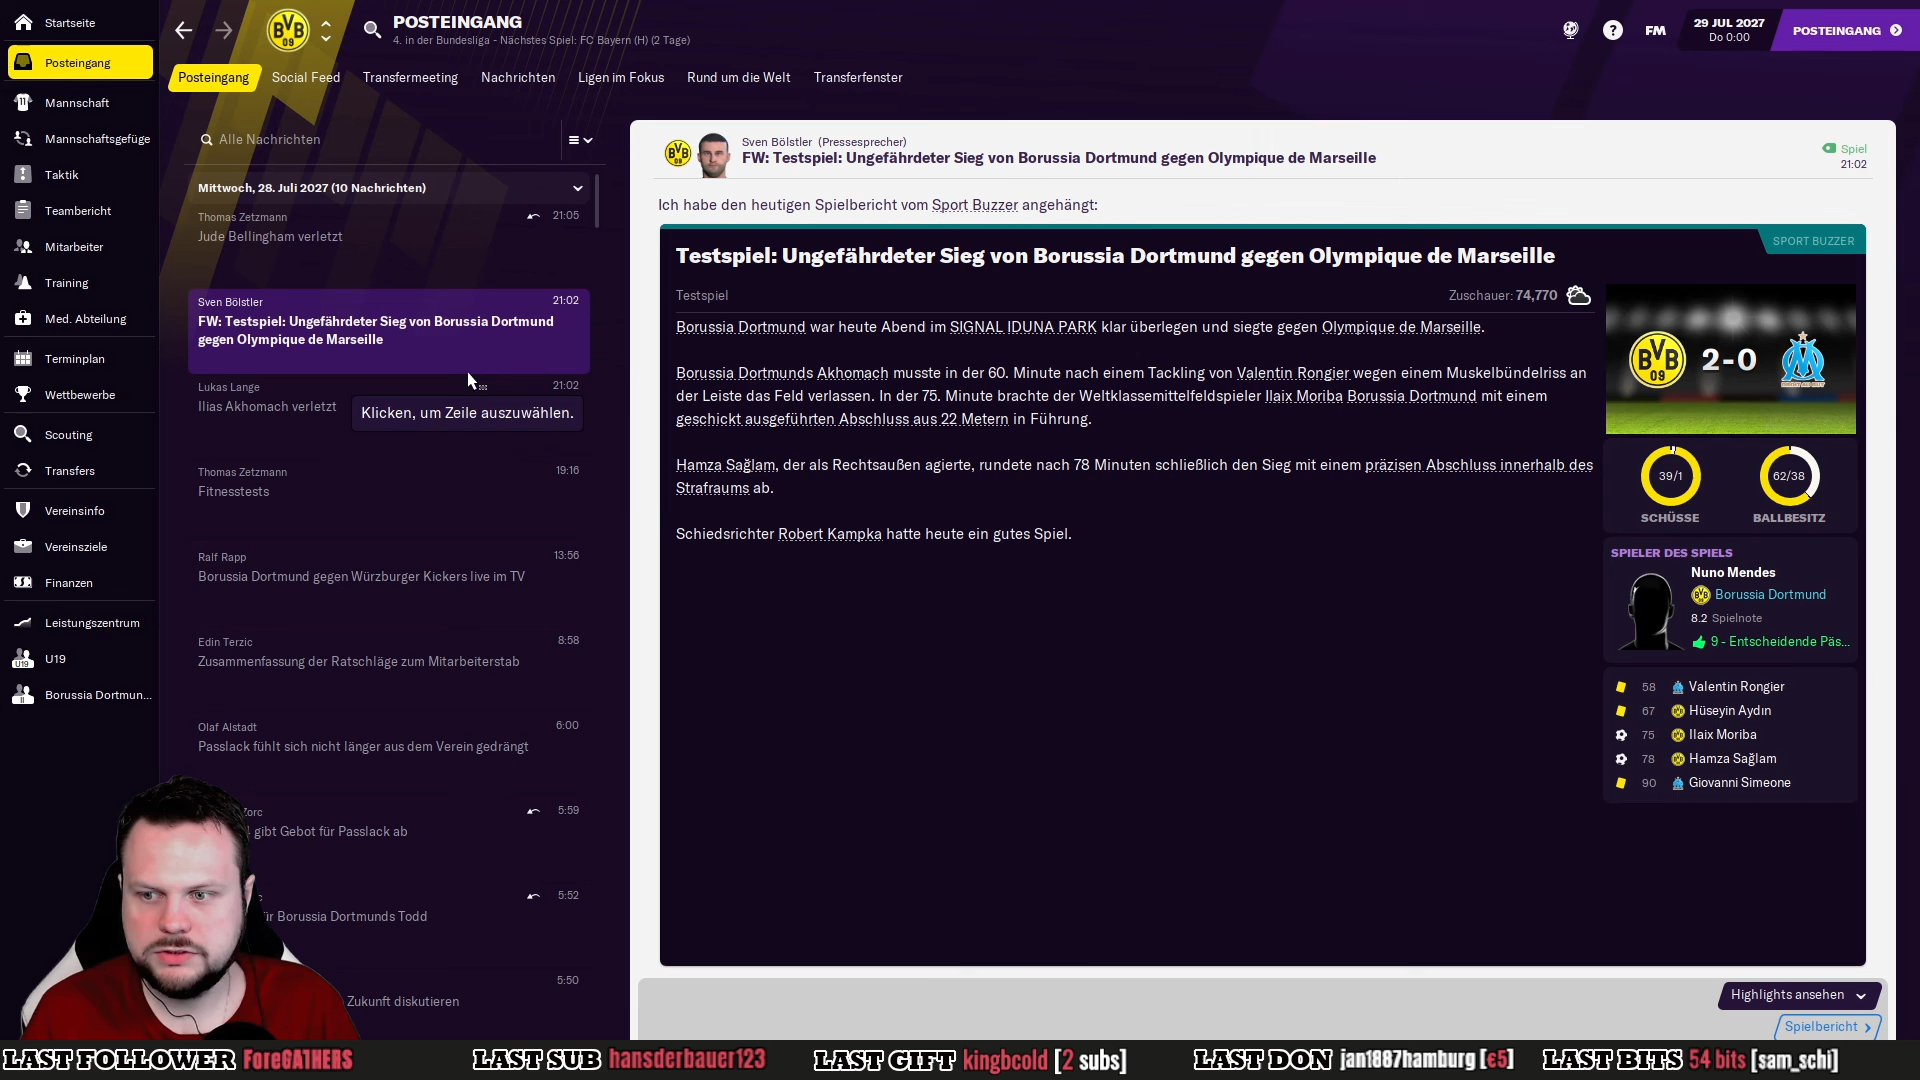 Startseite
Posteingang
Mannschaft
Mannschaftsgefüge
Taktik
Teambericht
Mitarbeiter
Training
Med. Abteilung
Terminplan
Wettbewerbe
Scouting
Transfers
Vereinsinfo
Vereinsziele
Finanzen
Leistungszentrum
U19
Borussia Dortmun...
POSTEINGANG
4. in der Bundesliga - Nächstes Spiel: FC Bayern (H) (2 Tage)
FM
29 JUL 2027
Do 0:00
POSTEINGANG
Posteingang Social Feed Transfermeeting Nachrichten Ligen im Fokus Rund um die Welt Transferfenster
Alle Nachrichten
Mittwoch, 28. Juli 2027 (10 Nachrichten)
Thomas Zetzmann 21:05
Jude Bellingham verletzt
Sven Bölstler 21:02
FW: Testspiel: Ungefährdeter Sieg von Borussia Dortmund
gegen Olympique de Marseille
Lukas Lange 21:02
Ilias Akhomach verletzt
Klicken, um Zeile auszuwählen.
Thomas Zetzmann 19:16
Fitnesstests
Ralf Rapp 13:56
Borussia Dortmund gegen Würzburger Kickers live im TV
Edin Terzic 8:58
Zusammenfassung der Ratschläge zum Mitarbeiterstab
Olaf Alstadt 6:00
Passlack fühlt sich nicht länger aus dem Verein gedrängt
Zorc 5:59
gibt Gebot für Passlack ab
5:52
ür Borussia Dortmunds Todd
5:50
Zukunft diskutieren
Sven Bölstler (Pressesprecher)
FW: Testspiel: Ungefährdeter Sieg von Borussia Dortmund gegen Olympique de Marseille
Spiel
21:02
Ich habe den heutigen Spielbericht vom Sport Buzzer angehängt:
SPORT BUZZER
Testspiel: Ungefährdeter Sieg von Borussia Dortmund gegen Olympique de Marseille
Testspiel Zuschauer: 74,770
Borussia Dortmund war heute Abend im SIGNAL IDUNA PARK klar überlegen und siegte gegen Olympique de Marseille.
Borussia Dortmunds Akhomach musste in der 60. Minute nach einem Tackling von Valentin Rongier wegen einem Muskelbündelriss an
der Leiste das Feld verlassen. In der 75. Minute brachte der Weltklassemittelfeldspieler Ilaix Moriba Borussia Dortmund mit einem
geschickt ausgeführten Abschluss aus 22 Metern in Führung.
Hamza Sağlam, der als Rechtsaußen agierte, rundete nach 78 Minuten schließlich den Sieg mit einem präzisen Abschluss innerhalb des
Strafraums ab.
Schiedsrichter Robert Kampka hatte heute ein gutes Spiel.
BVB 09 2-0
39/1 62/38
SCHÜSSE BALLBESITZ
SPIELER DES SPIELS
Nuno Mendes
Borussia Dortmund
8.2 Spielnote
9 - Entscheidende Päs...
58 Valentin Rongier
67 Hüseyin Aydın
75 Ilaix Moriba
78 Hamza Sağlam
90 Giovanni Simeone
Highlights ansehen
Spielbericht
LAST FOLLOWER ForeGATHERS LAST SUB hansderbauer123 LAST GIFT kingbcold [2 subs] LAST DON jan1887hamburg [€5] LAST BITS 54 bits [sam_schi]